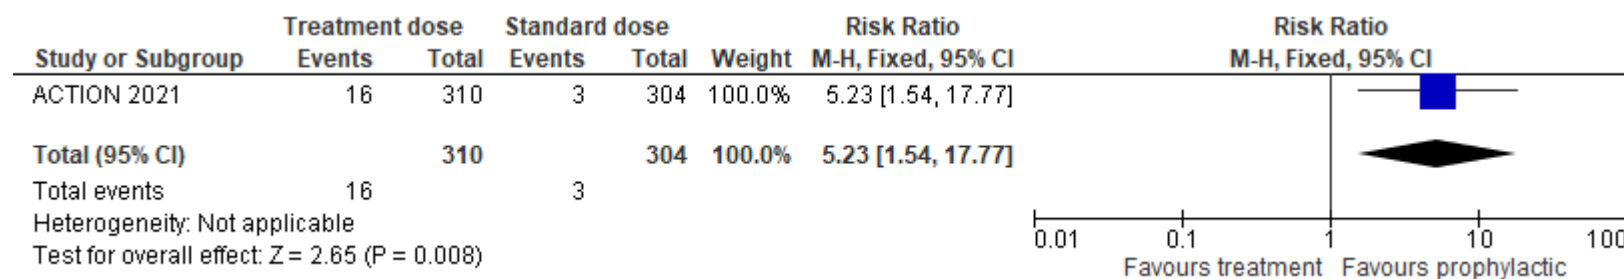 Treatment dose Standard dose Risk Ratio Risk Ratio
Study or Subgroup Events Total Events Total Weight M-H, Fixed, 95% CI M-H, Fixed, 95% CI
ACTION 2021 16 310 3 304 100.0% 5.23 [1.54, 17.77]
Total (95% CI) 310 304 100.0% 5.23 [1.54, 17.77]
Total events 16 3
Heterogeneity: Not applicable
Test for overall effect: Z = 2.65 (P = 0.008)
0.01 0.1 1 10 100
Favours treatment Favours prophylactic